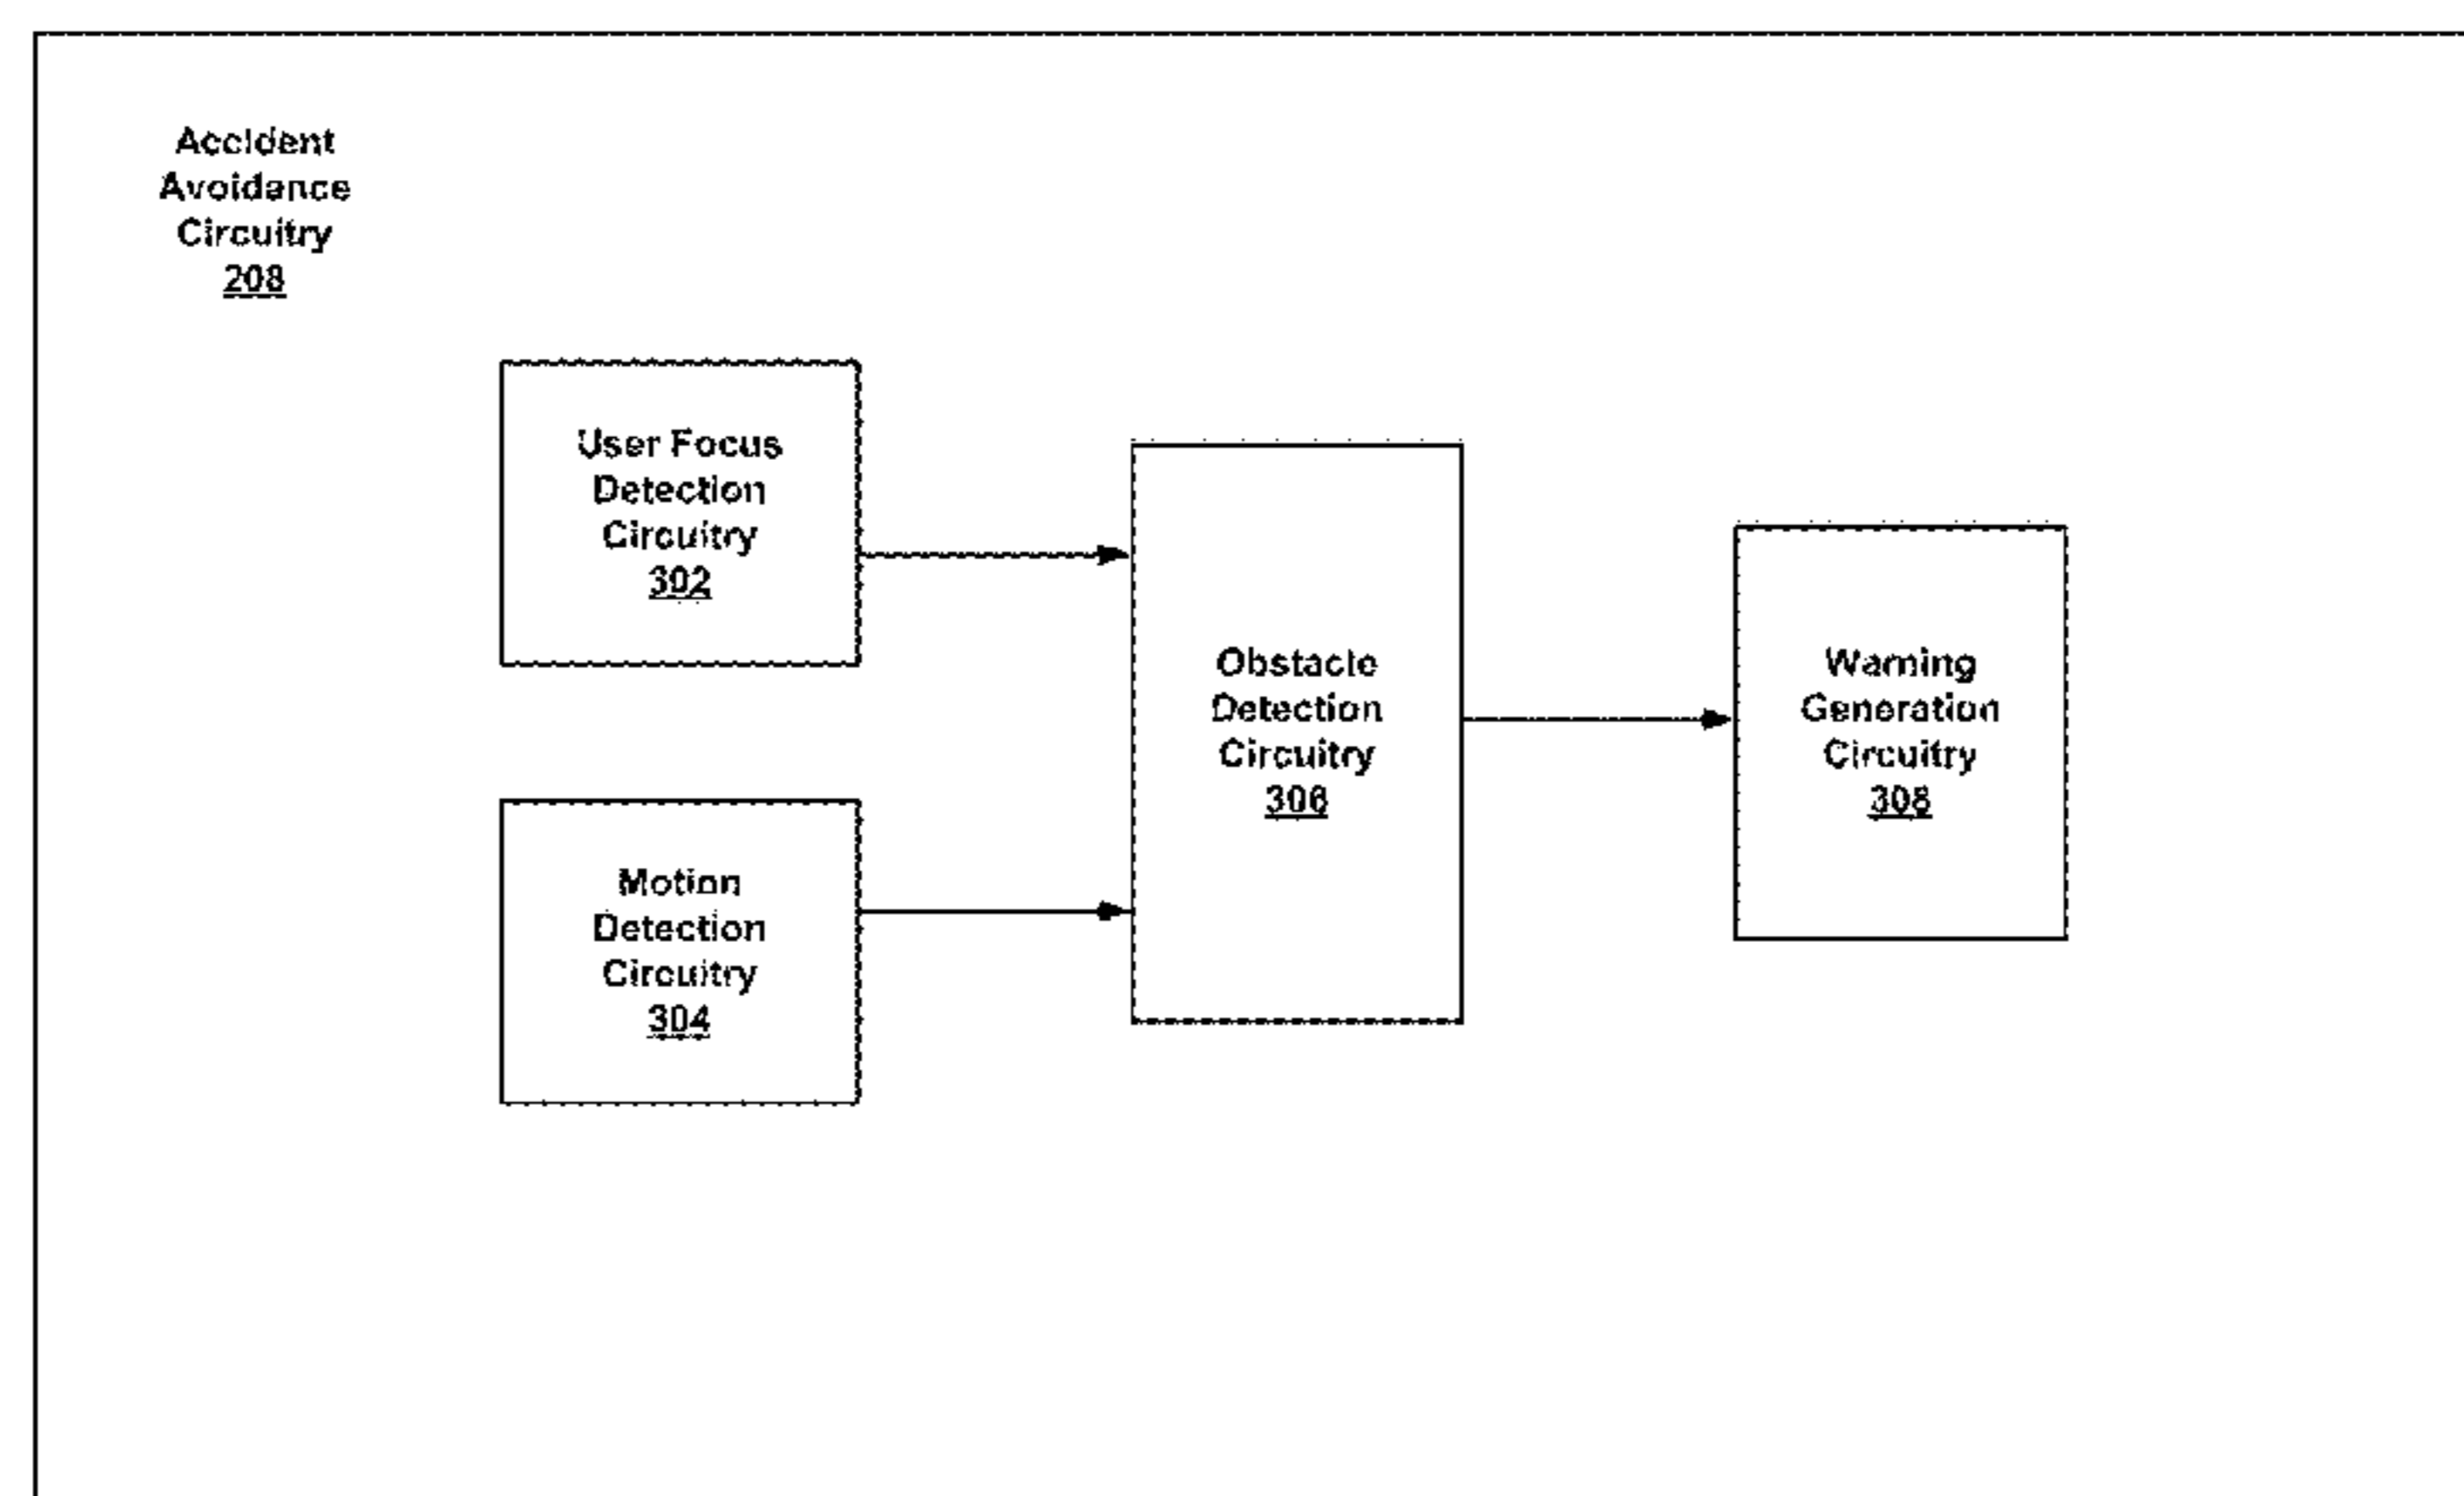 Accident
Avoidance
Circuitry
208
User Focus
Detection
Circuitry
302
Motion
Detection
Circuitry
304
Obstacle
Detection
Circuitry
306
Warning
Generation
Circuitry
308